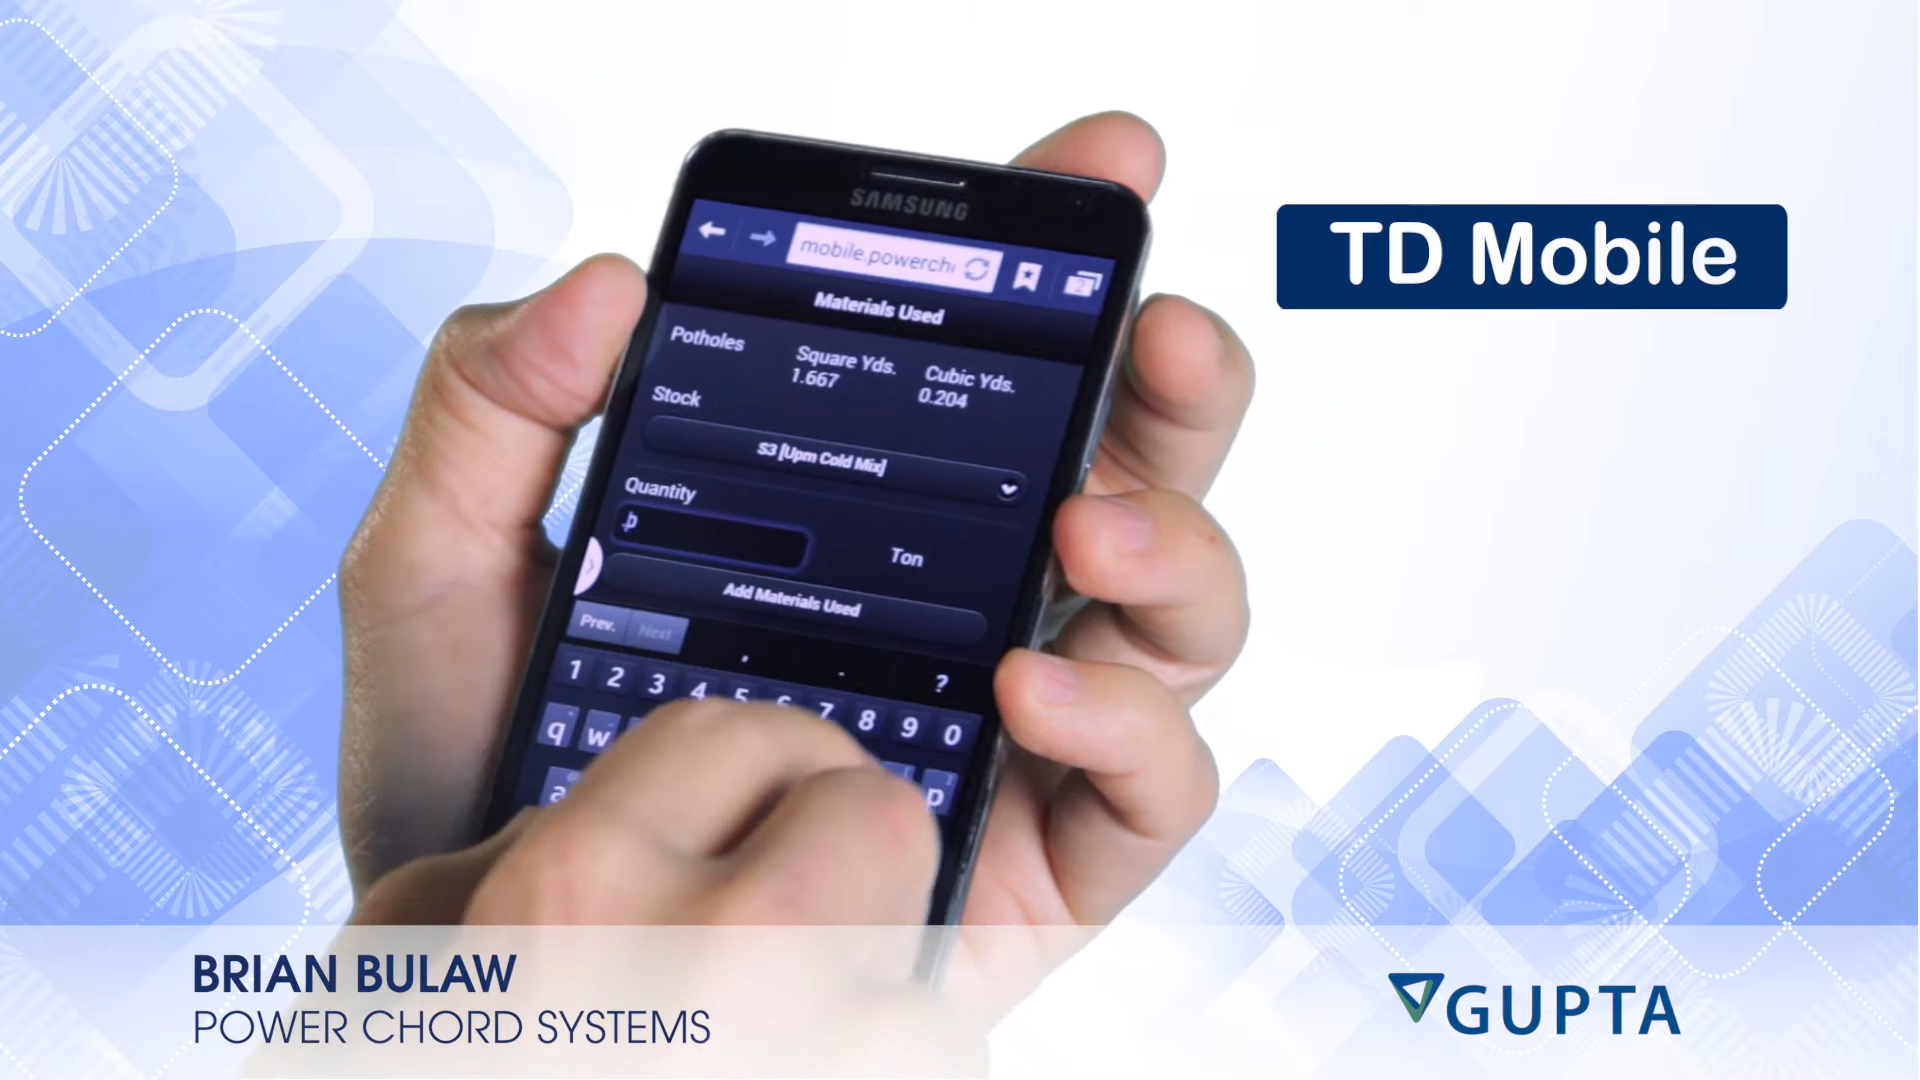 SAMSUNG
mobile.powerch
Materials Used
Potholes
Square Yds.
1.667
Cubic Yds.
0.204
Stock
S3 [Upm Cold Mix]
Quantity
.p
Ton
Add Materials Used
Prev. Next
, . ?
1 2 3 4 5 6 7 8 9 0
q w p
a
TD Mobile
BRIAN BULAW
POWER CHORD SYSTEMS
GUPTA